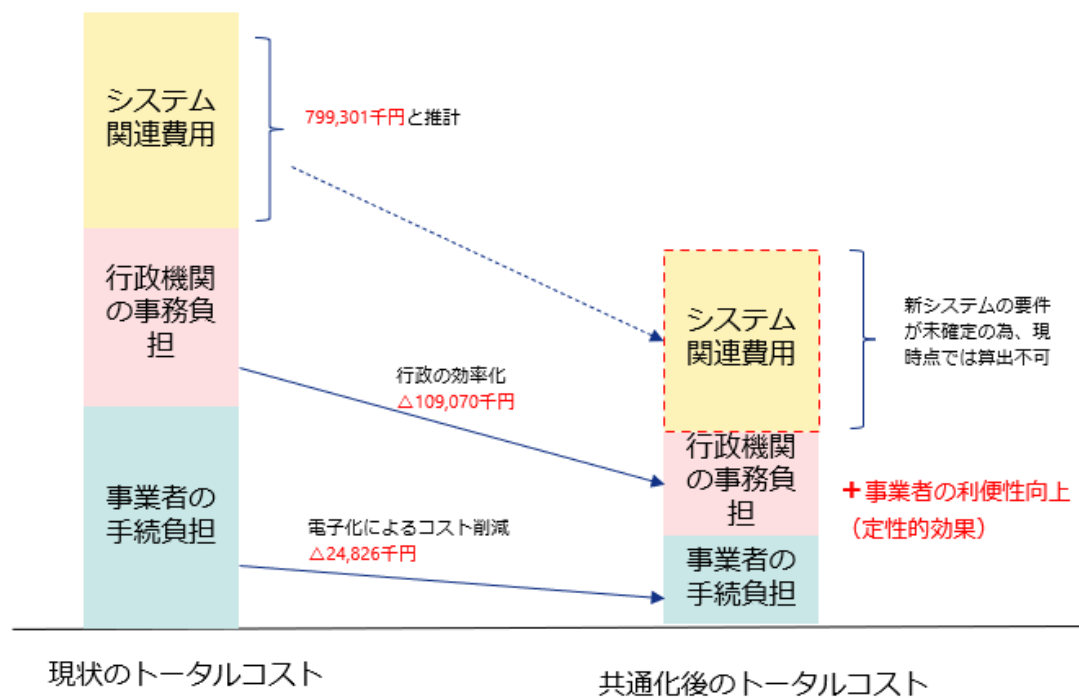 システム
関連費用
799,301千円と推計
行政機関
の事務負
担
行政の効率化
△109,070千円
事業者の
手続負担
電子化によるコスト削減
△24,826千円
システム
関連費用
新システムの要件
が未確定の為、現
時点では算出不可
行政機関
の事務負
担
+事業者の利便性向上
（定性的効果）
事業者の
手続負担
現状のトータルコスト
共通化後のトータルコスト